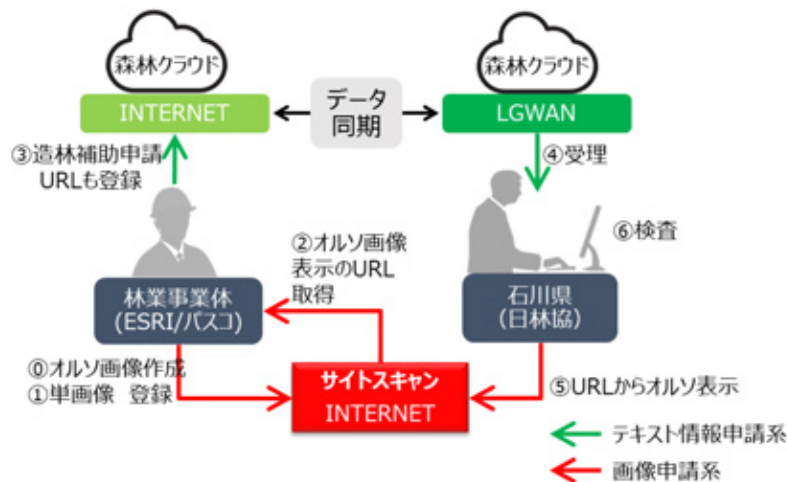 森林クラウド
森林クラウド
INTERNET
データ
同期
LGWAN
③造林補助申請
URLも登録
④受理
②オルソ画像
表示のURL
取得
⑥検査
林業事業体
(ESRI/パスコ)
石川県
(日林協)
⓪オルソ画像作成
①単画像 登録
サイトスキャン
INTERNET
⑤URLからオルソ表示
テキスト情報申請系
画像申請系